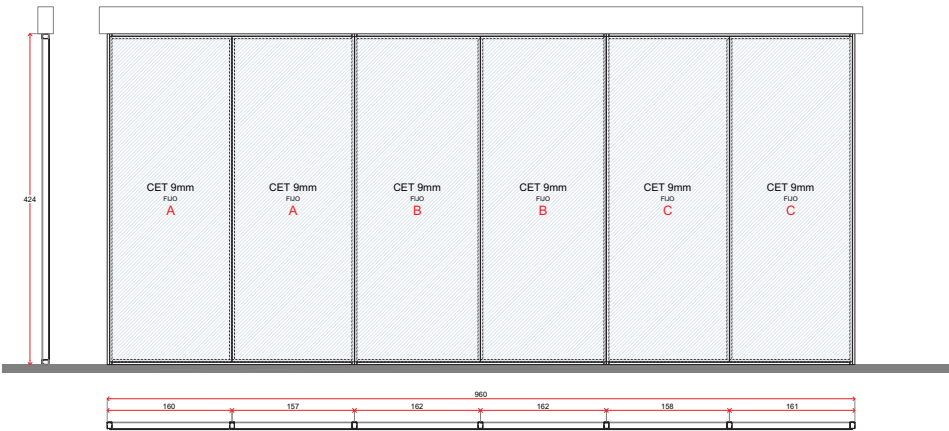 CET 9mm
FIJO
A
CET 9mm
FIJO
A
CET 9mm
FIJO
B
CET 9mm
FIJO
B
CET 9mm
FIJO
C
CET 9mm
FIJO
C
424
960
160 157 162 162 158 161